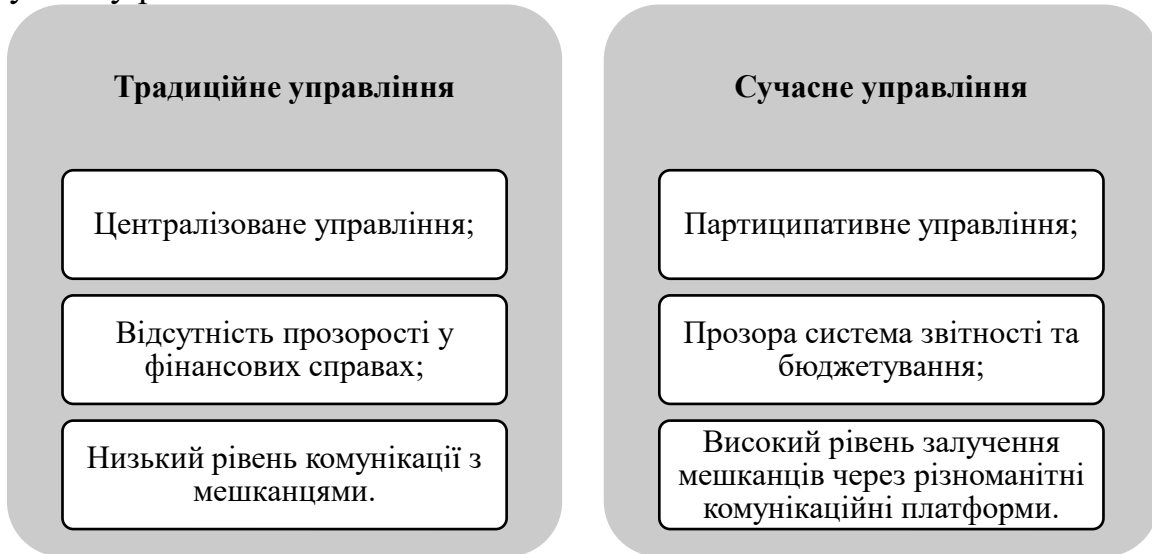 Традиційне управління
Централізоване управління;
Відсутність прозорості у
фінансових справах;
Низький рівень комунікації з
мешканцями.
Сучасне управління
Партиципативне управління;
Прозора система звітності та
бюджетування;
Високий рівень залучення
мешканців через різноманітні
комунікаційні платформи.